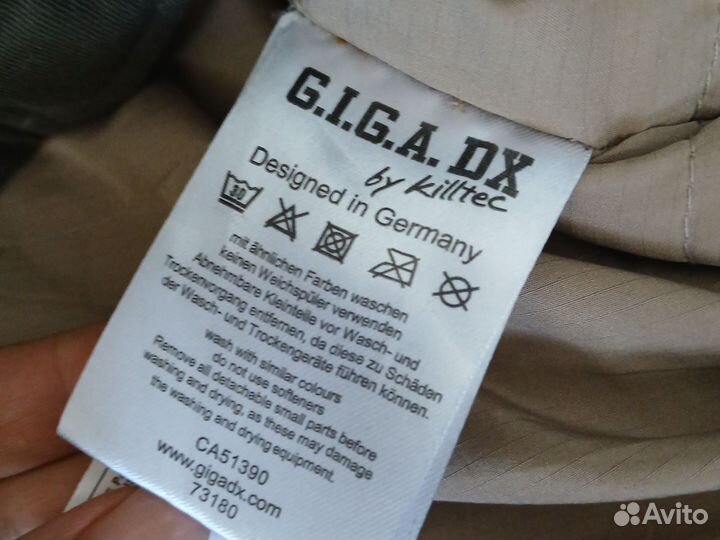 G.I.G.A. DX
by killtec
Designed in Germany
30
mit ähnlichen Farben waschen
keinen Weichspüler verwenden
Abnehmbare Kleinteile vor Wasch- und
Trockenvorgang entfernen, da diese zu Schäden
der Wasch- und Trockengeräte führen können.
wash with similar colours
do not use softeners
Remove all detachable small parts before
washing and drying, as these may damage
the washing and drying equipment.
CA51390
www.gigadx.com
73180
Avito